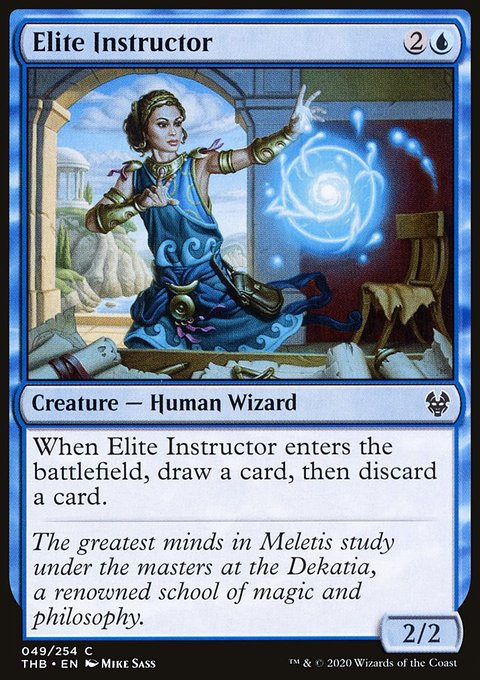 Elite Instructor 2
Creature — Human Wizard
When Elite Instructor enters the
battlefield, draw a card, then discard
a card.
The greatest minds in Meletis study
under the masters at the Dekatia,
a renowned school of magic and
philosophy.
2/2
049/254 C
THB • EN Mike Sass
™ & © 2020 Wizards of the Coast